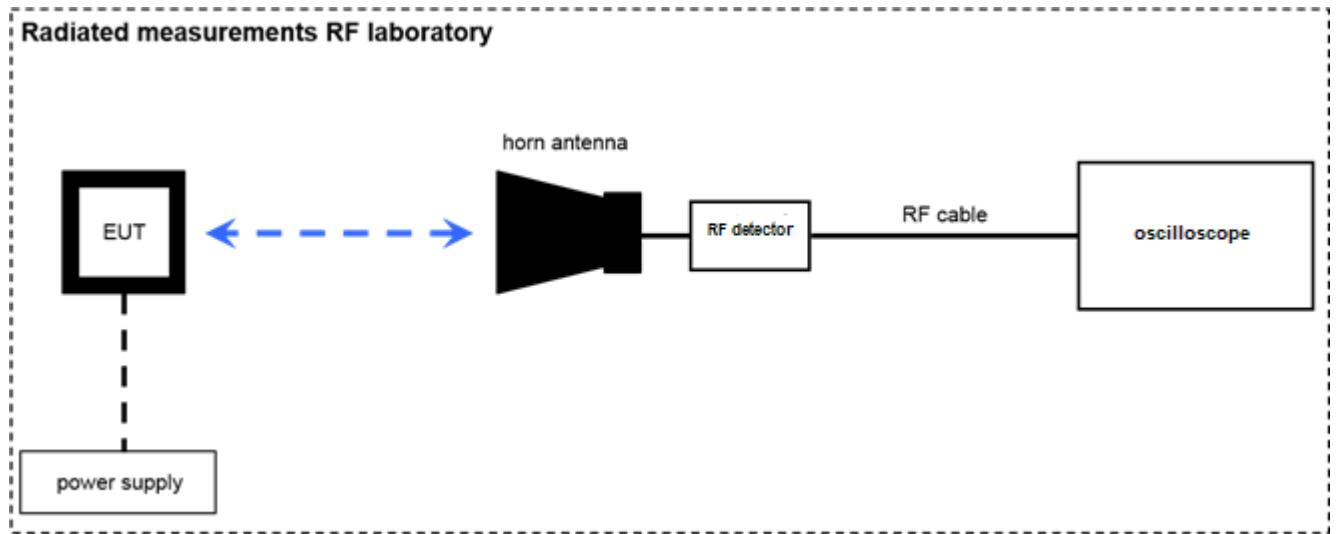 Radiated measurements RF laboratory
horn antenna
EUT
RF detector
RF cable
oscilloscope
power supply